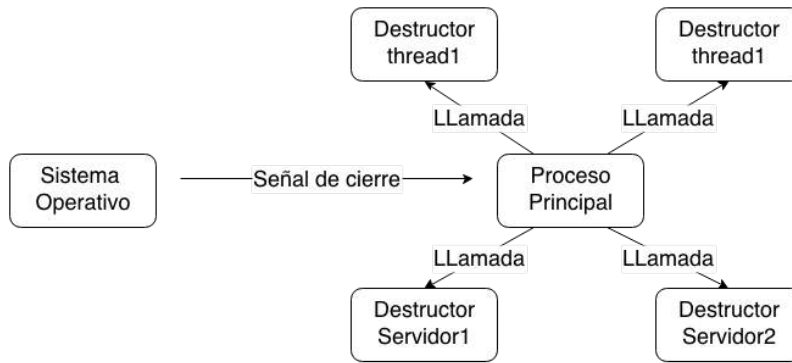 Destructor
thread1
Destructor
thread1
LLamada
LLamada
Sistema
Operativo
Señal de cierre
Proceso
Principal
LLamada
LLamada
Destructor
Servidor1
Destructor
Servidor2